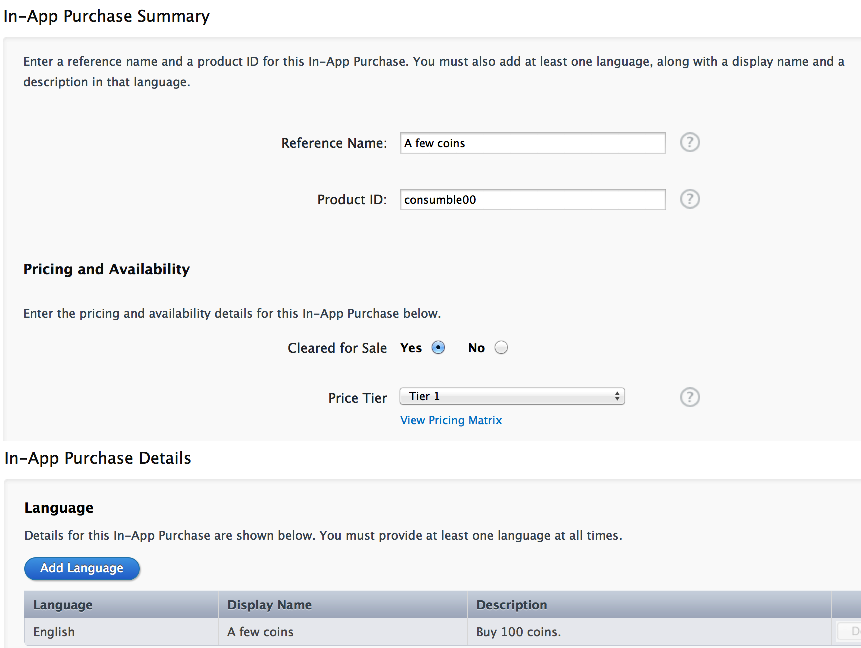 In-App Purchase Summary
Enter a reference name and a product ID for this In-App Purchase. You must also add at least one language, along with a display name and a
description in that language.
Reference Name: A few coins ?
Product ID: consumble00 ?
Pricing and Availability
Enter the pricing and availability details for this In-App Purchase below.
Cleared for Sale Yes No
Price Tier Tier 1 ?
View Pricing Matrix
In-App Purchase Details
Language
Details for this In-App Purchase are shown below. You must provide at least one language at all times.
Add Language
Language Display Name Description
English A few coins Buy 100 coins.